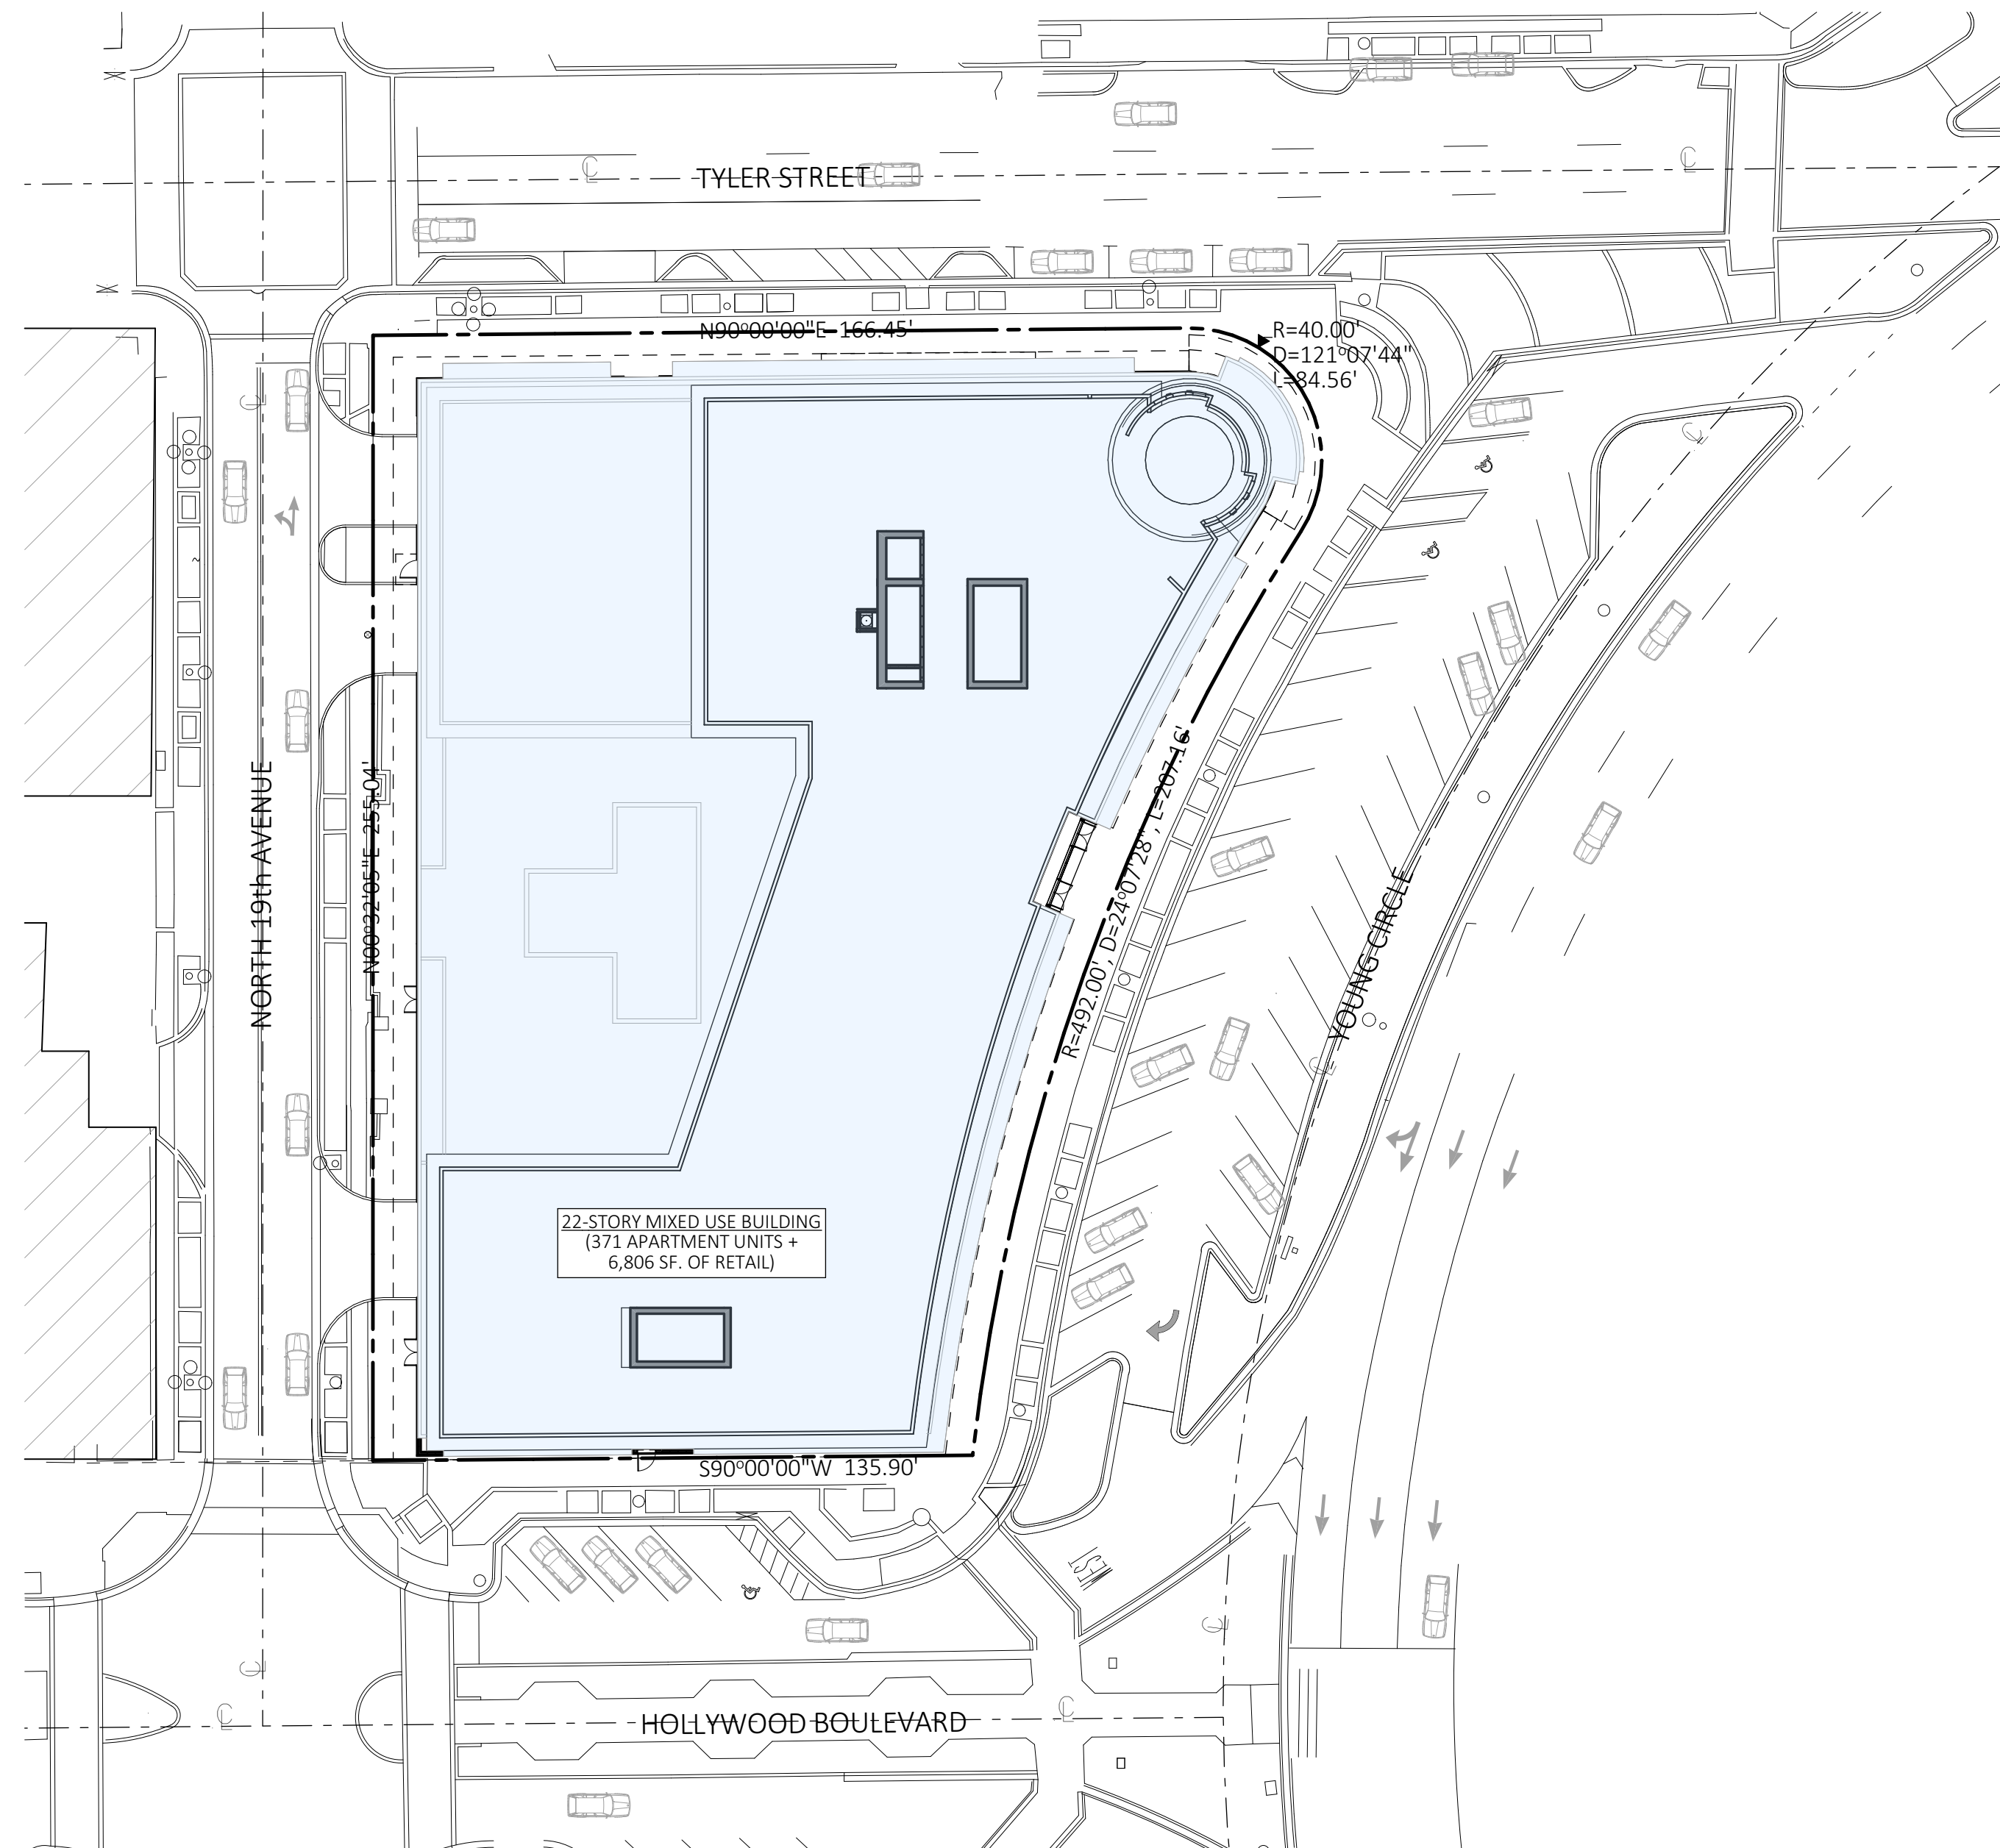 TYLER STREET
N90°00'00"E 166.45'
R=40.00'
D=121°07'44"
L=84.56'
NORTH 19th AVENUE
N00°32'05"E 255.04'
R=492.00', D=24°07'28", L=207.16'
YOUNG CIRCLE
22-STORY MIXED USE BUILDING
(371 APARTMENT UNITS +
6,806 SF. OF RETAIL)
S90°00'00"W 135.90'
HOLLYWOOD BOULEVARD